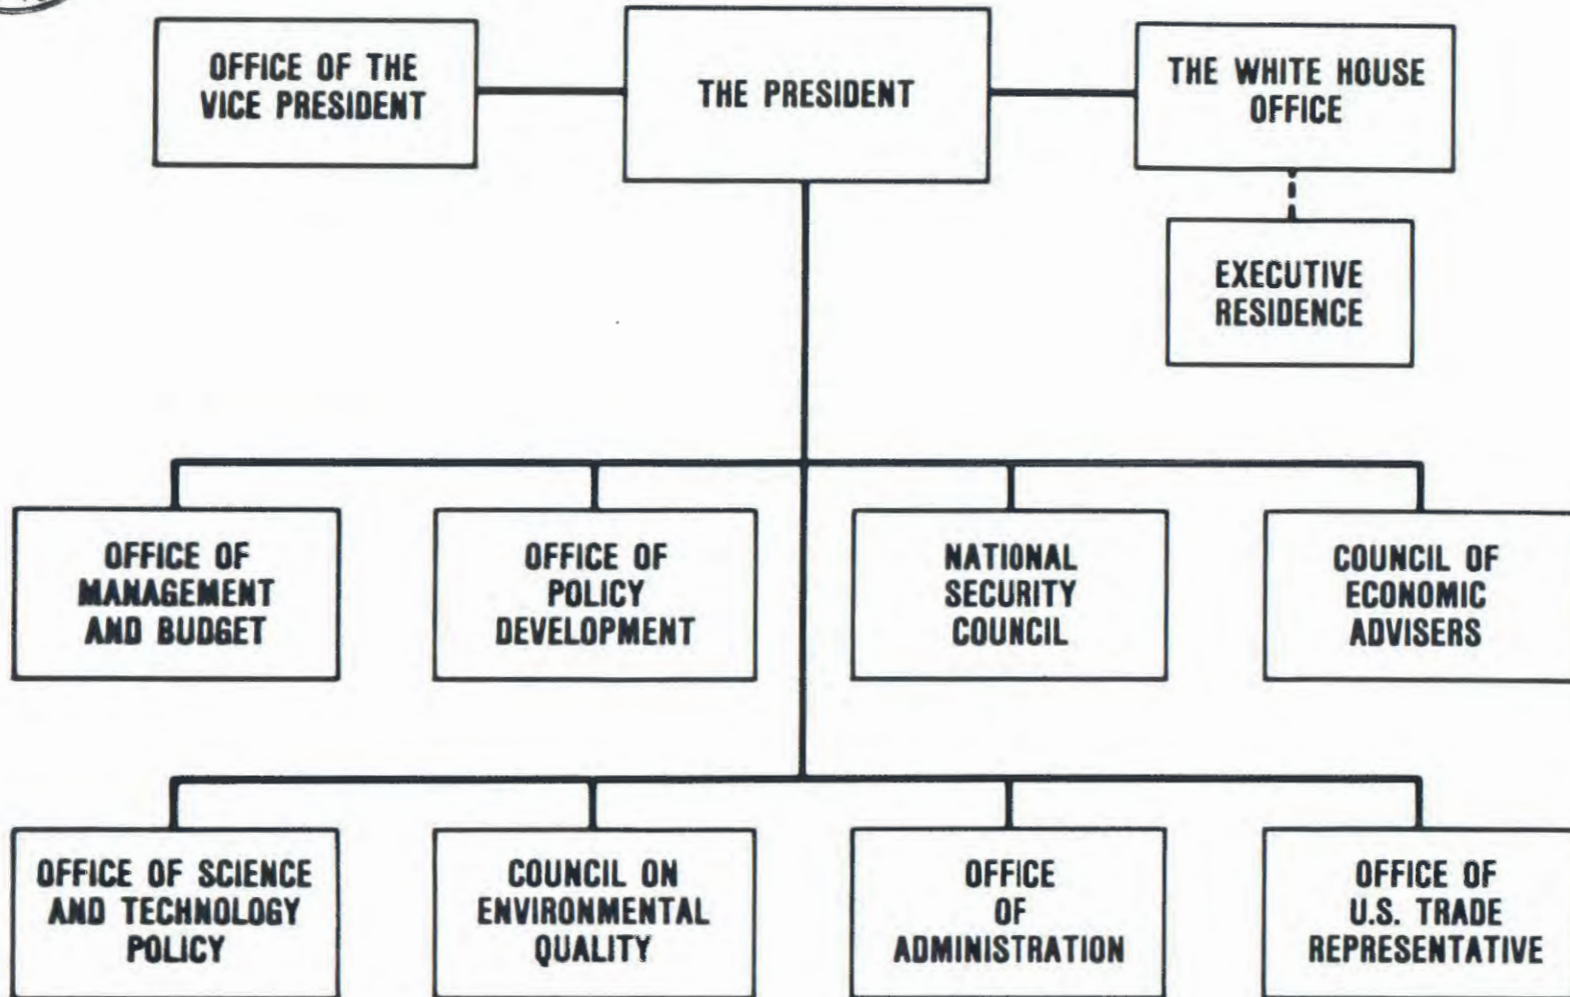 OFFICE OF THE
VICE PRESIDENT
THE PRESIDENT
THE WHITE HOUSE
OFFICE
EXECUTIVE
RESIDENCE
OFFICE OF
MANAGEMENT
AND BUDGET
OFFICE OF
POLICY
DEVELOPMENT
NATIONAL
SECURITY
COUNCIL
COUNCIL OF
ECONOMIC
ADVISERS
OFFICE OF SCIENCE
AND TECHNOLOGY
POLICY
COUNCIL ON
ENVIRONMENTAL
QUALITY
OFFICE
OF
ADMINISTRATION
OFFICE OF
U.S. TRADE
REPRESENTATIVE